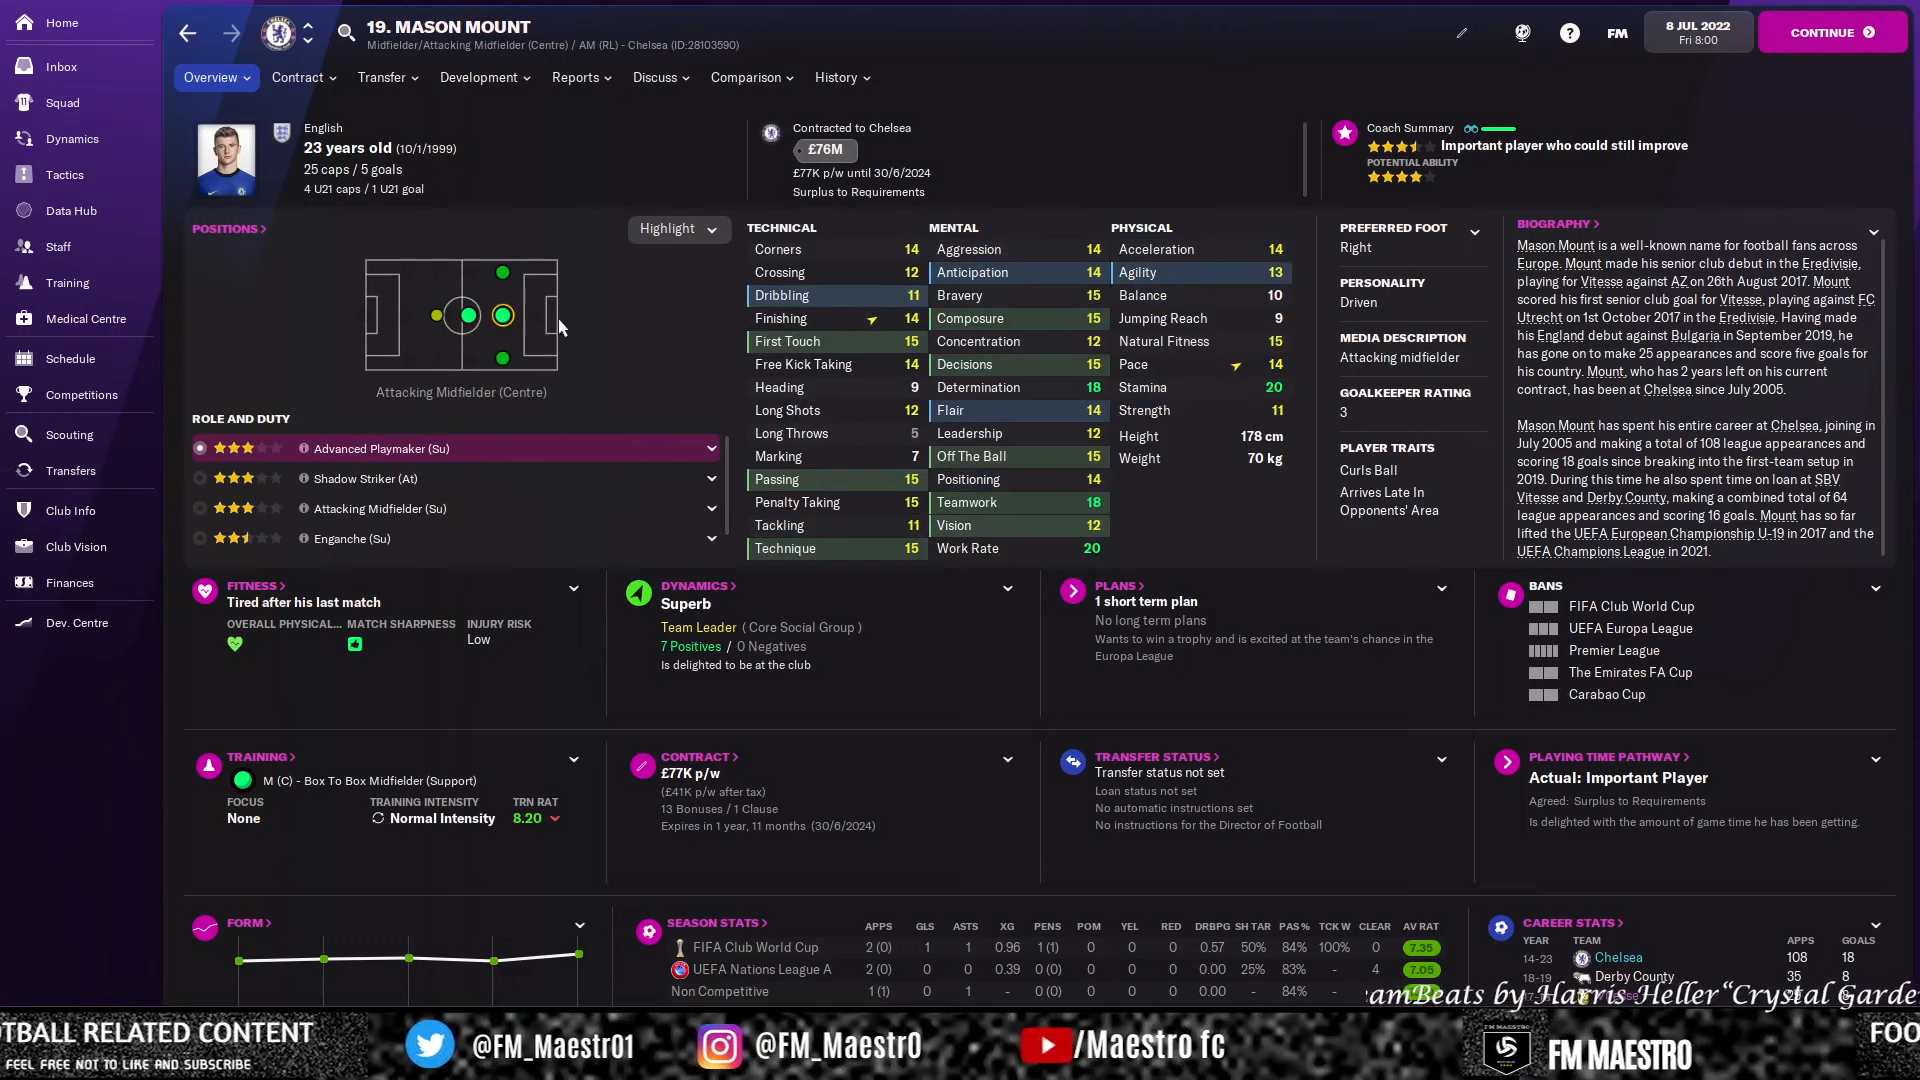 Home
Inbox
Squad
Dynamics
Tactics
Data Hub
Staff
Training
Medical Centre
Schedule
Competitions
Scouting
Transfers
Club Info
Club Vision
Finances
Dev. Centre
19. MASON MOUNT
Midfielder/Attacking Midfielder (Centre) / AM (RL) - Chelsea (ID:28103590)
FM
8 JUL 2022
Fri 8:00
CONTINUE
Overview Contract Transfer Development Reports Discuss Comparison History
English
23 years old (10/1/1999)
25 caps / 5 goals
4 U21 caps / 1 U21 goal
Contracted to Chelsea
£76M
£77K p/w until 30/6/2024
Surplus to Requirements
Coach Summary
Important player who could still improve
POTENTIAL ABILITY
POSITIONS >
Highlight
Attacking Midfielder (Centre)
ROLE AND DUTY
Advanced Playmaker (Su)
Shadow Striker (At)
Attacking Midfielder (Su)
Enganche (Su)
TECHNICAL
Corners 14
Crossing 12
Dribbling 11
Finishing 14
First Touch 15
Free Kick Taking 14
Heading 9
Long Shots 12
Long Throws 5
Marking 7
Passing 15
Penalty Taking 15
Tackling 11
Technique 15
MENTAL
Aggression 14
Anticipation 14
Bravery 15
Composure 15
Concentration 12
Decisions 15
Determination 18
Flair 14
Leadership 12
Off The Ball 15
Positioning 14
Teamwork 18
Vision 12
Work Rate 20
PHYSICAL
Acceleration 14
Agility 13
Balance 10
Jumping Reach 9
Natural Fitness 15
Pace 14
Stamina 20
Strength 11
Height 178 cm
Weight 70 kg
PREFERRED FOOT
Right
PERSONALITY
Driven
MEDIA DESCRIPTION
Attacking midfielder
GOALKEEPER RATING
3
PLAYER TRAITS
Curls Ball
Arrives Late In
Opponents' Area
BIOGRAPHY >
Mason Mount is a well-known name for football fans across
Europe. Mount made his senior club debut in the Eredivisie,
playing for Vitesse against AZ on 26th August 2017. Mount
scored his first senior club goal for Vitesse, playing against FC
Utrecht on 1st October 2017 in the Eredivisie. Having made
his England debut against Bulgaria in September 2019, he
has gone on to make 25 appearances and score five goals for
his country. Mount, who has 2 years left on his current
contract, has been at Chelsea since July 2005.
Mason Mount has spent his entire career at Chelsea, joining in
July 2005 and making a total of 108 league appearances and
scoring 18 goals since breaking into the first-team setup in
2019. During this time he also spent time on loan at SBV
Vitesse and Derby County, making a combined total of 64
league appearances and scoring 16 goals. Mount has so far
lifted the UEFA European Championship U-19 in 2017 and the
UEFA Champions League in 2021.
FITNESS >
Tired after his last match
OVERALL PHYSICAL... MATCH SHARPNESS INJURY RISK
Low
DYNAMICS >
Superb
Team Leader ( Core Social Group )
7 Positives / 0 Negatives
Is delighted to be at the club
PLANS >
1 short term plan
No long term plans
Wants to win a trophy and is excited at the team's chance in the
Europa League
BANS
FIFA Club World Cup
UEFA Europa League
Premier League
The Emirates FA Cup
Carabao Cup
TRAINING >
M (C) - Box To Box Midfielder (Support)
FOCUS TRAINING INTENSITY TRN RAT
None Normal Intensity 8.20
CONTRACT >
£77K p/w
(£41K p/w after tax)
13 Bonuses / 1 Clause
Expires in 1 year, 11 months (30/6/2024)
TRANSFER STATUS >
Transfer status not set
Loan status not set
No automatic instructions set
No instructions for the Director of Football
PLAYING TIME PATHWAY >
Actual: Important Player
Agreed: Surplus to Requirements
Is delighted with the amount of game time he has been getting.
FORM >
SEASON STATS > APPS GLS ASTS XG PENS POM YEL RED DRBPG SH TAR PAS % TCK W CLEAR AV RAT
FIFA Club World Cup 2 (0) 1 1 0.96 1 (1) 0 0 0 0.57 50% 84% 100% 0 7.35
UEFA Nations League A 2 (0) 0 0 0.39 0 (0) 0 0 0 0.00 25% 83% - 4 7.05
Non Competitive 1 (1) 0 1 - 0 (0) 0 0 0 0.00 - 84% -
CAREER STATS >
YEAR TEAM APPS GOALS
14-23 Chelsea 108 18
18-19 Derby County 35 8
amBeats by Harris Heller "Crystal Garde
OTBALL RELATED CONTENT
FEEL FREE NOT TO LIKE AND SUBSCRIBE
@FM_Maestr01
@FM_Maestr0
/Maestro fc
FM MAESTRO
FM MAESTRO
FOO